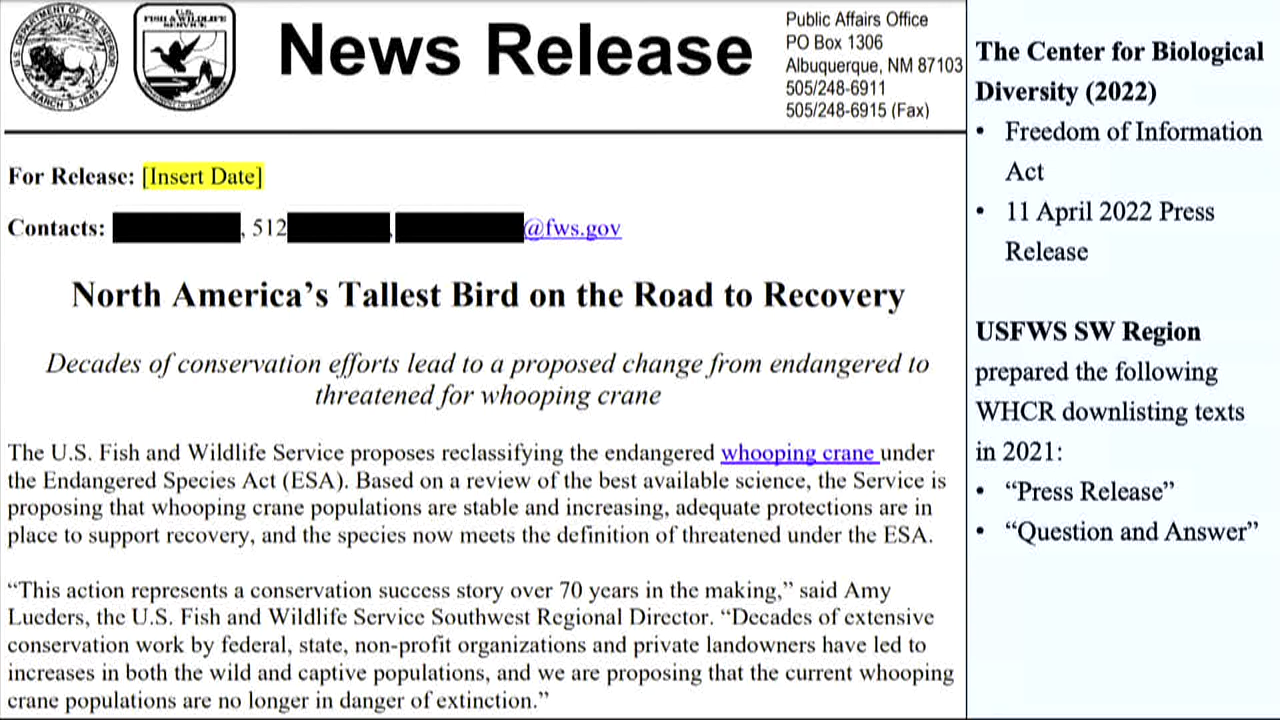 U.S. DEPARTMENT OF THE INTERIOR
MARCH 3, 1849
U.S.
FISH & WILDLIFE
SERVICE
News Release
Public Affairs Office
PO Box 1306
Albuquerque, NM 87103
505/248-6911
505/248-6915 (Fax)
For Release: [Insert Date]
Contacts: , 512 , @fws.gov
North America’s Tallest Bird on the Road to Recovery
Decades of conservation efforts lead to a proposed change from endangered to
threatened for whooping crane
The U.S. Fish and Wildlife Service proposes reclassifying the endangered whooping crane under
the Endangered Species Act (ESA). Based on a review of the best available science, the Service is
proposing that whooping crane populations are stable and increasing, adequate protections are in
place to support recovery, and the species now meets the definition of threatened under the ESA.
“This action represents a conservation success story over 70 years in the making,” said Amy
Lueders, the U.S. Fish and Wildlife Service Southwest Regional Director. “Decades of extensive
conservation work by federal, state, non-profit organizations and private landowners have led to
increases in both the wild and captive populations, and we are proposing that the current whooping
crane populations are no longer in danger of extinction.”
The Center for Biological
Diversity (2022)
• Freedom of Information
Act
• 11 April 2022 Press
Release
USFWS SW Region
prepared the following
WHCR downlisting texts
in 2021:
• “Press Release”
• “Question and Answer”